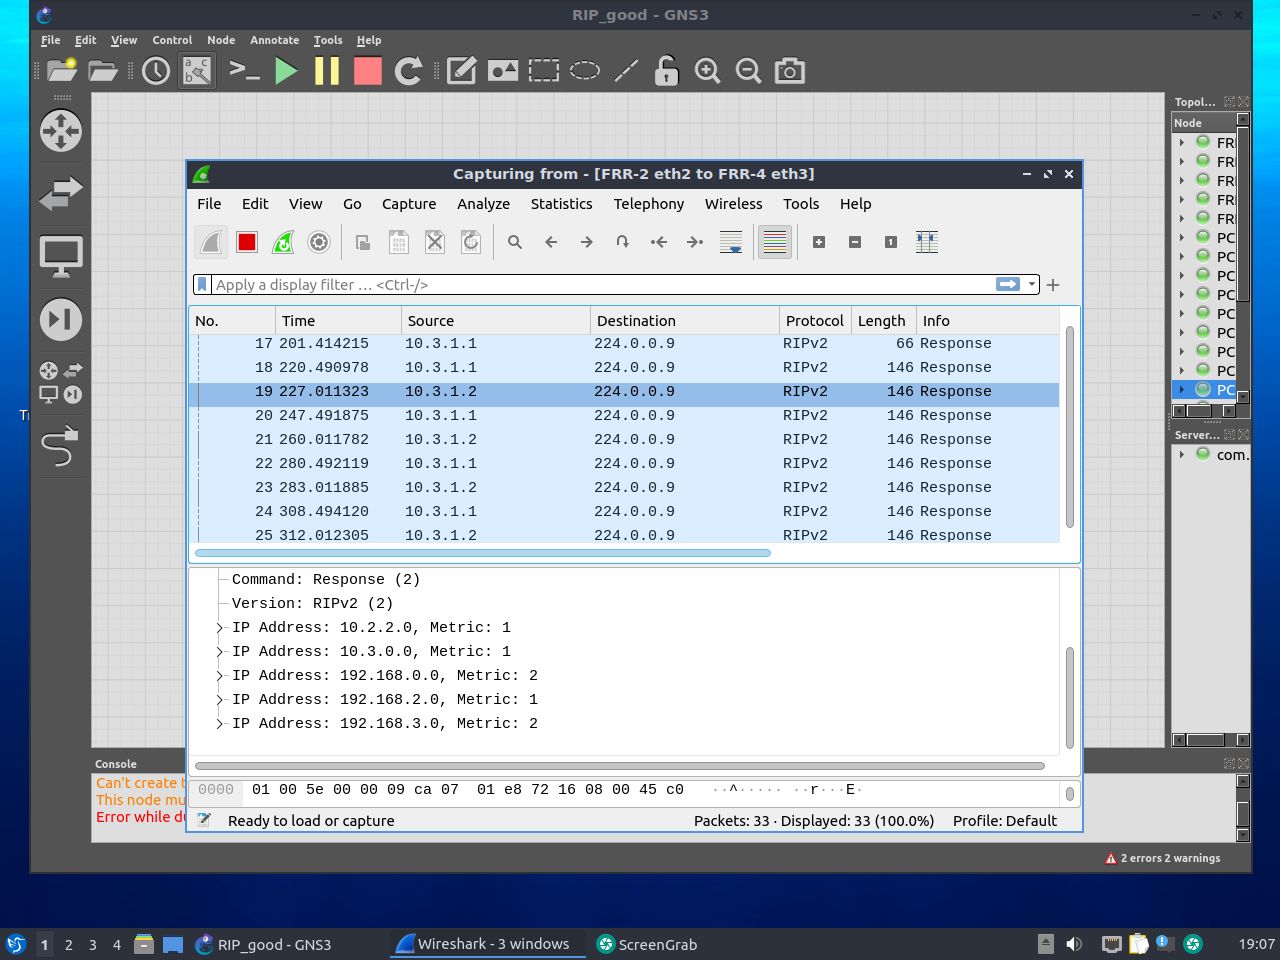 RIP_good - GNS3
File Edit View Control Node Annotate Tools Help
Topol...
Node
FRI
FRI
FRI
FRI
FRI
PC
PC
PC
PC
PC
PC
PC
PC
PC
Server...
com.
Capturing from - [FRR-2 eth2 to FRR-4 eth3]
File Edit View Go Capture Analyze Statistics Telephony Wireless Tools Help
Apply a display filter … <Ctrl-/>
No. Time Source Destination Protocol Length Info
17 201.414215 10.3.1.1 224.0.0.9 RIPv2 66 Response
18 220.490978 10.3.1.1 224.0.0.9 RIPv2 146 Response
19 227.011323 10.3.1.2 224.0.0.9 RIPv2 146 Response
20 247.491875 10.3.1.1 224.0.0.9 RIPv2 146 Response
21 260.011782 10.3.1.2 224.0.0.9 RIPv2 146 Response
22 280.492119 10.3.1.1 224.0.0.9 RIPv2 146 Response
23 283.011885 10.3.1.2 224.0.0.9 RIPv2 146 Response
24 308.494120 10.3.1.1 224.0.0.9 RIPv2 146 Response
25 312.012305 10.3.1.2 224.0.0.9 RIPv2 146 Response
Command: Response (2)
Version: RIPv2 (2)
IP Address: 10.2.2.0, Metric: 1
IP Address: 10.3.0.0, Metric: 1
IP Address: 192.168.0.0, Metric: 2
IP Address: 192.168.2.0, Metric: 1
IP Address: 192.168.3.0, Metric: 2
0000 01 00 5e 00 00 09 ca 07 01 e8 72 16 08 00 45 c0 ··^····· ··r···E·
Ready to load or capture Packets: 33 · Displayed: 33 (100.0%) Profile: Default
Console
Can't create t
This node mu
Error while du
2 errors 2 warnings
1 2 3 4 RIP_good - GNS3 Wireshark - 3 windows ScreenGrab 19:07